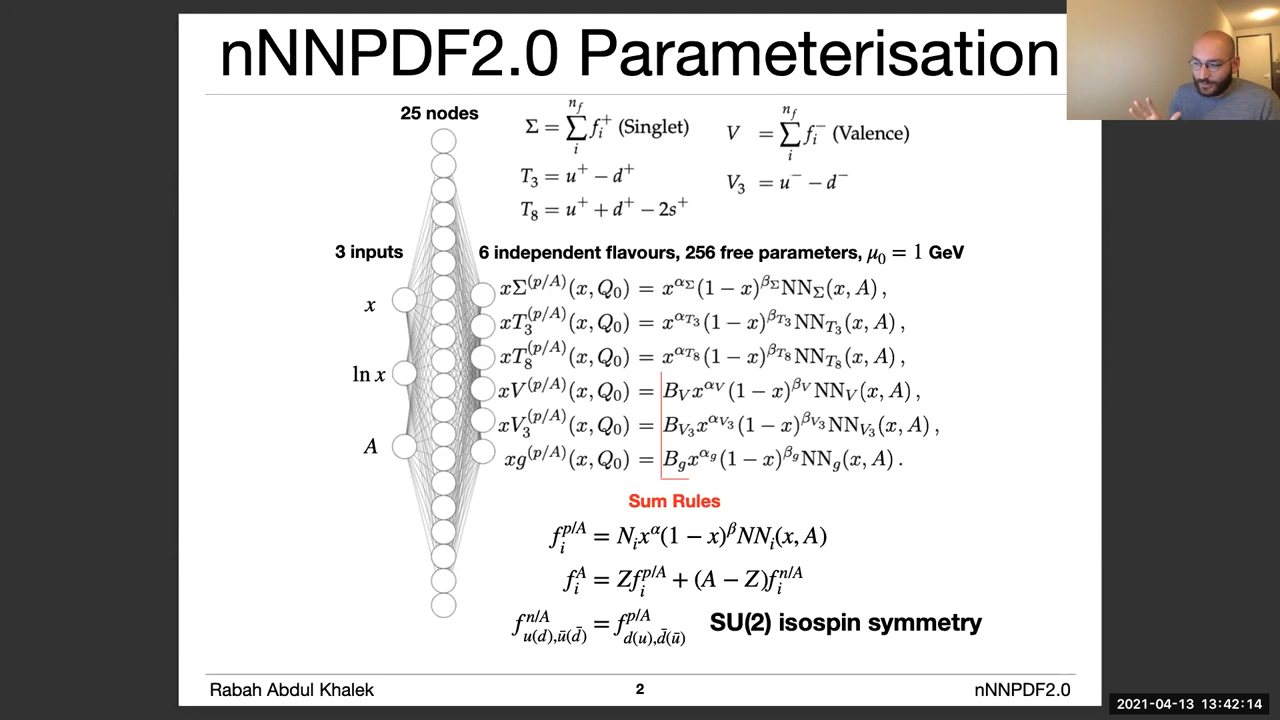 nNNPDF2.0 Parameterisation
25 nodes
Σ = ∑_i^{n_f} f_i^+ (Singlet)
V = ∑_i^{n_f} f_i^- (Valence)
T_3 = u^+ − d^+
V_3 = u^- − d^-
T_8 = u^+ + d^+ − 2s^+
3 inputs
6 independent flavours, 256 free parameters, μ_0 = 1 GeV
x
ln x
A
xΣ^{(p/A)}(x, Q_0) = x^{α_Σ}(1 − x)^{β_Σ}NN_Σ(x, A) ,
xT_3^{(p/A)}(x, Q_0) = x^{α_{T_3}}(1 − x)^{β_{T_3}}NN_{T_3}(x, A) ,
xT_8^{(p/A)}(x, Q_0) = x^{α_{T_8}}(1 − x)^{β_{T_8}}NN_{T_8}(x, A) ,
xV^{(p/A)}(x, Q_0) = B_V x^{α_V}(1 − x)^{β_V}NN_V(x, A) ,
xV_3^{(p/A)}(x, Q_0) = B_{V_3} x^{α_{V_3}}(1 − x)^{β_{V_3}}NN_{V_3}(x, A) ,
xg^{(p/A)}(x, Q_0) = B_g x^{α_g}(1 − x)^{β_g}NN_g(x, A) .
Sum Rules
f_i^{p/A} = N_i x^α(1 − x)^β NN_i(x, A)
f_i^A = Zf_i^{p/A} + (A − Z)f_i^{n/A}
f_{u(d),ū(d̄)}^{n/A} = f_{d(u),d̄(ū)}^{p/A}
SU(2) isospin symmetry
Rabah Abdul Khalek
2
nNNPDF2.0
2021-04-13 13:42:14